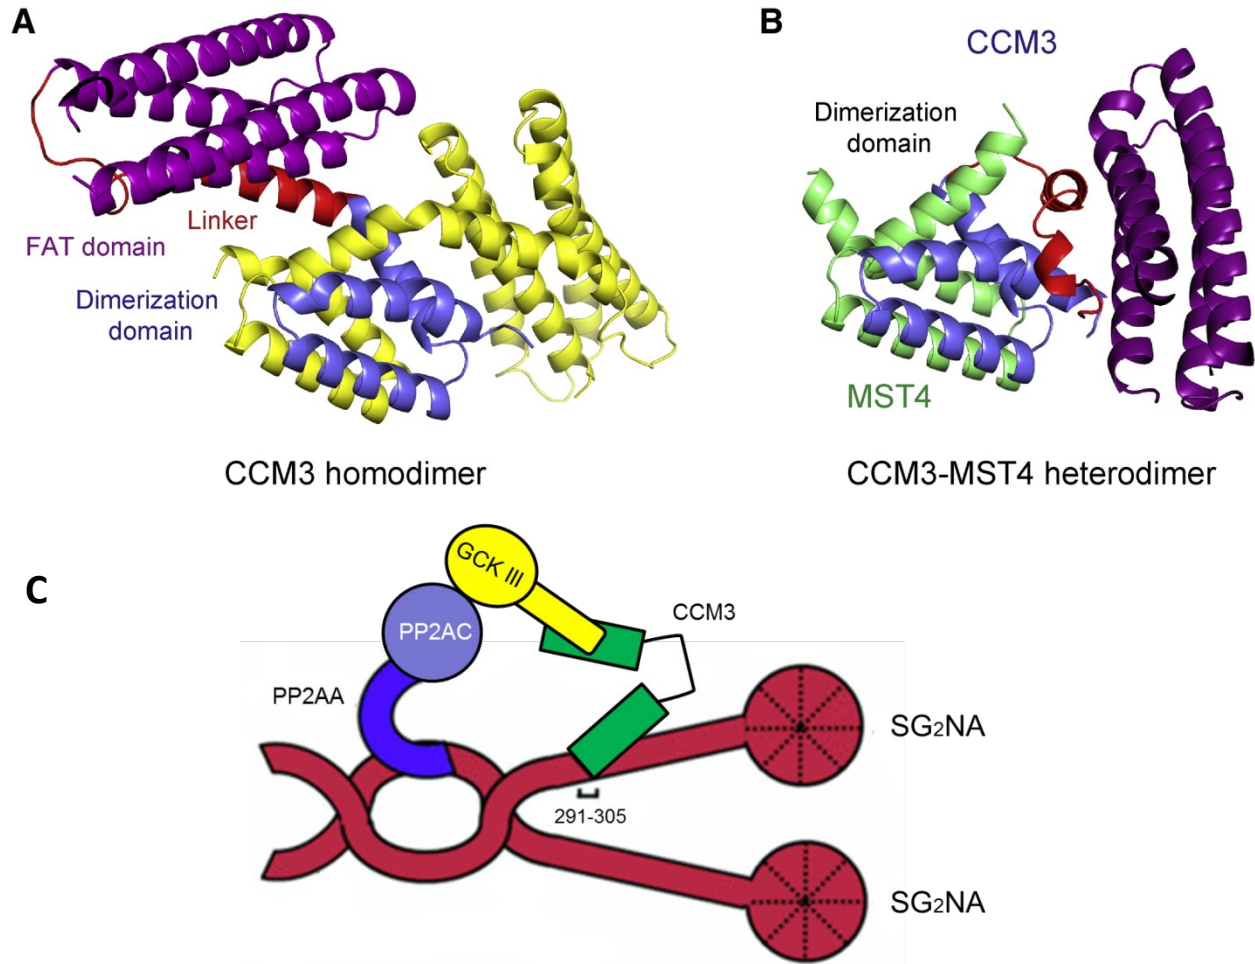 A
B
CCM3
Dimerization
domain
Linker
FAT domain
Dimerization
domain
MST4
CCM3 homodimer
CCM3-MST4 heterodimer
C
GCK III
CCM3
PP2AC
PP2AA
SG₂NA
291-305
SG₂NA